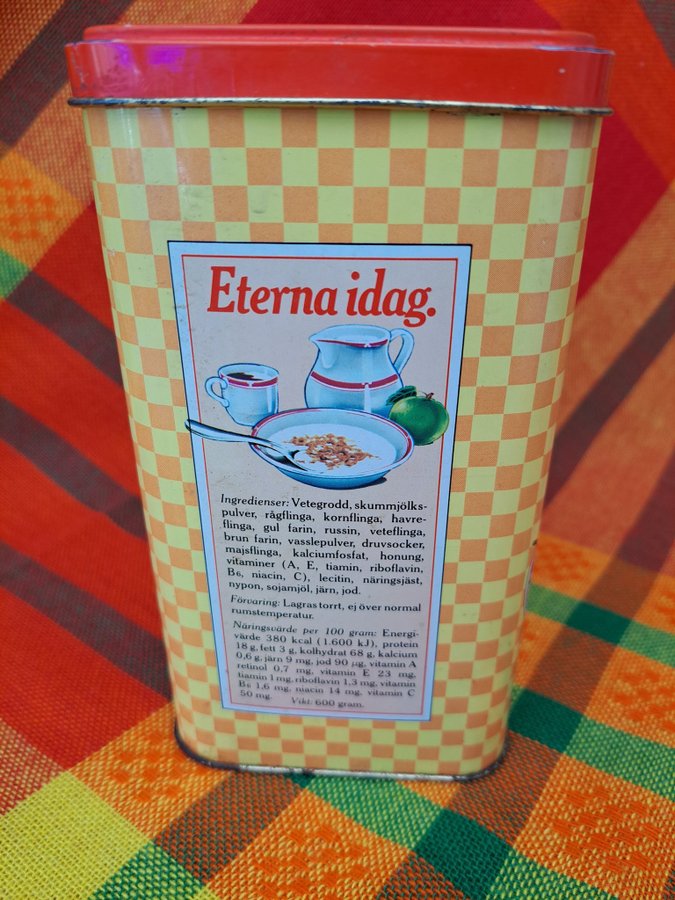 Eterna idag.
Ingredienser: Vetegrodd, skummjölks-
pulver, rågflinga, kornflinga, havre-
flinga, gul farin, russin, veteflinga,
brun farin, vasslepulver, druvsocker,
majsflinga, kalciumfosfat, honung,
vitaminer (A, E, tiamin, riboflavin,
B6, niacin, C), lecitin, näringsjäst,
nypon, sojamjöl, järn, jod.
Förvaring: Lagras torrt, ej över normal
rumstemperatur.
Näringsvärde per 100 gram: Energi-
värde 380 kcal (1.600 kJ), protein
18 g, fett 3 g, kolhydrat 68 g, kalcium
0,6 g, järn 9 mg, jod 90 µg, vitamin A
retinol 0,7 mg, vitamin E 23 mg,
tiamin 1 mg, riboflavin 1,3 mg, vitamin
B6 1,6 mg, niacin 14 mg, vitamin C
50 mg. Vikt: 600 gram.